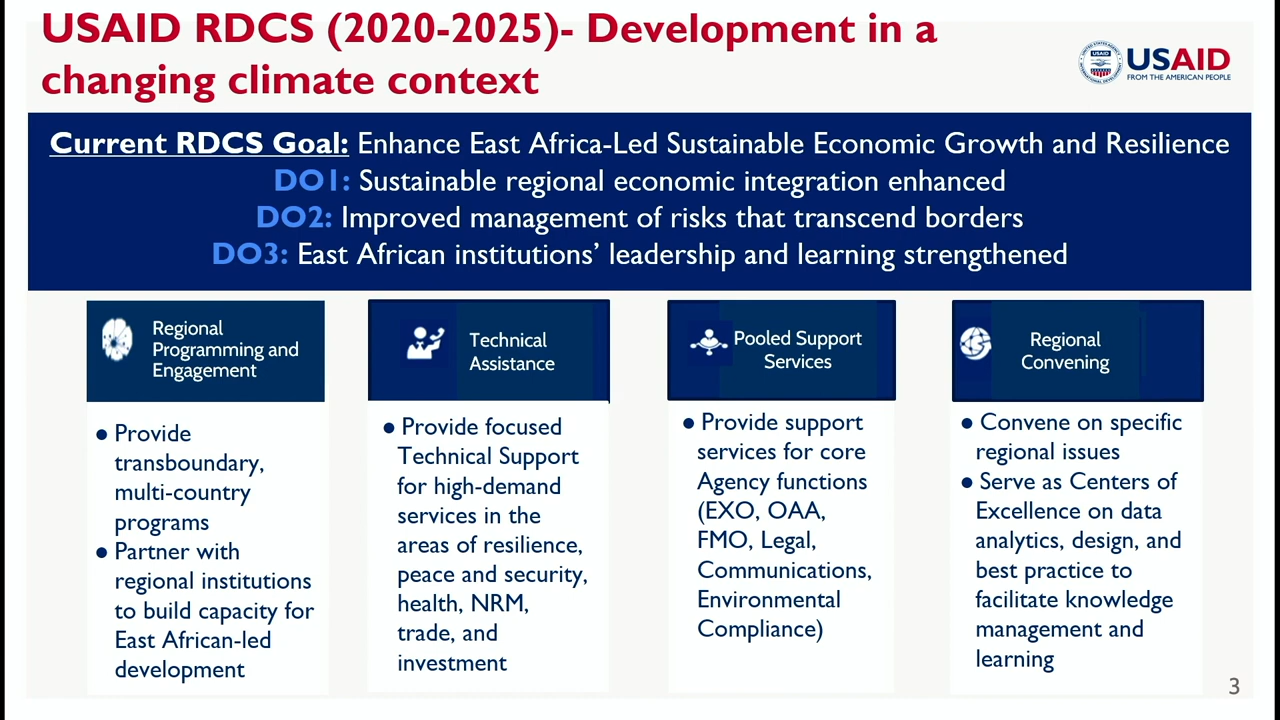 USAID RDCS (2020-2025)- Development in a
changing climate context
USAID
FROM THE AMERICAN PEOPLE
Current RDCS Goal: Enhance East Africa-Led Sustainable Economic Growth and Resilience
DO1: Sustainable regional economic integration enhanced
DO2: Improved management of risks that transcend borders
DO3: East African institutions’ leadership and learning strengthened
Regional
Programming and
Engagement
● Provide
transboundary,
multi-country
programs
● Partner with
regional institutions
to build capacity for
East African-led
development
Technical
Assistance
● Provide focused
Technical Support
for high-demand
services in the
areas of resilience,
peace and security,
health, NRM,
trade, and
investment
Pooled Support
Services
● Provide support
services for core
Agency functions
(EXO, OAA,
FMO, Legal,
Communications,
Environmental
Compliance)
Regional
Convening
● Convene on specific
regional issues
● Serve as Centers of
Excellence on data
analytics, design, and
best practice to
facilitate knowledge
management and
learning
3